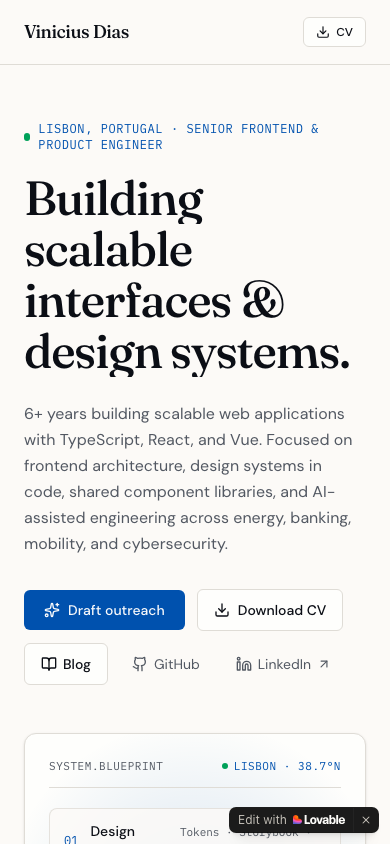 Vinicius Dias
CV
LISBON, PORTUGAL · SENIOR FRONTEND &
PRODUCT ENGINEER
Building
scalable
interfaces &
design systems.
6+ years building scalable web applications
with TypeScript, React, and Vue. Focused on
frontend architecture, design systems in
code, shared component libraries, and AI-
assisted engineering across energy, banking,
mobility, and cybersecurity.
Draft outreach
Download CV
Blog
GitHub
LinkedIn
SYSTEM.BLUEPRINT
LISBON · 38.7°N
01
Design
Tokens · Storybook
Edit with Lovable